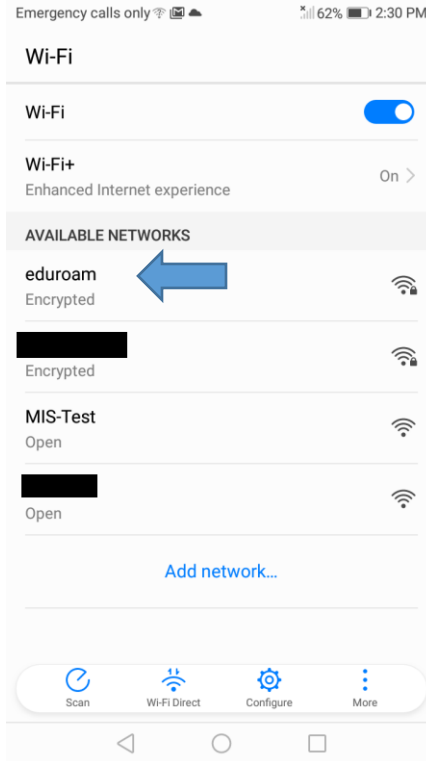 Emergency calls only 62% 2:30 PM
Wi-Fi
Wi-Fi
Wi-Fi+
On
Enhanced Internet experience
AVAILABLE NETWORKS
eduroam
Encrypted
Encrypted
MIS-Test
Open
Open
Add network...
Scan Wi-Fi Direct Configure More